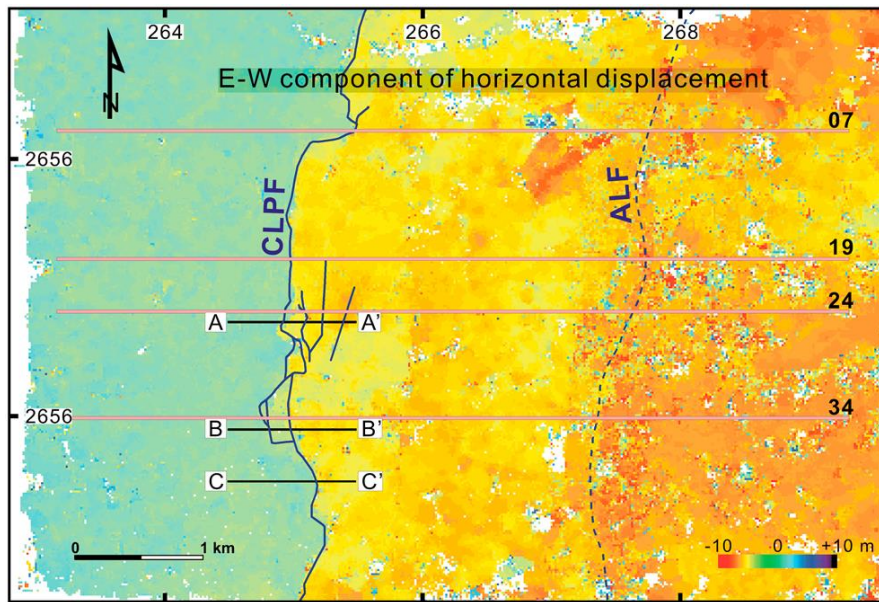 264 266 268
E-W component of horizontal displacement
N
07
2656
CLPF
ALF
19
24
A A'
2656
34
B B'
C C'
0 1 km
-10 -0 +10 m